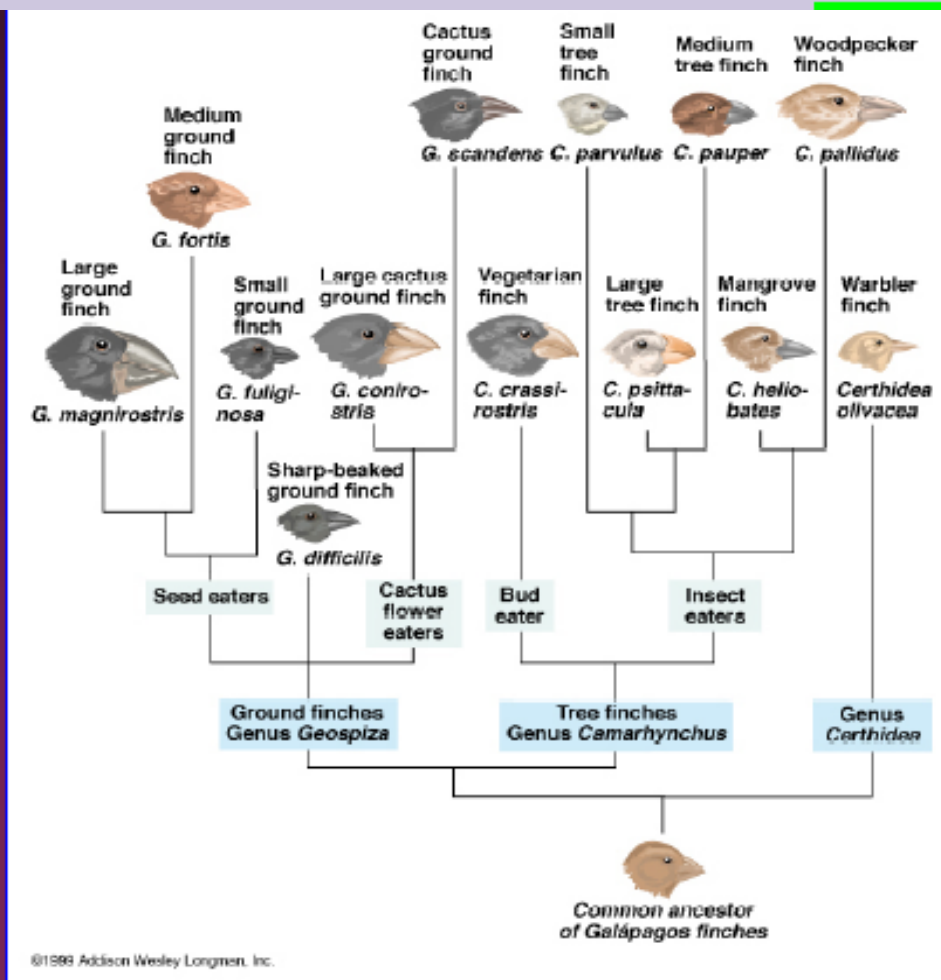 Cactus
ground
finch
G. scandens
Small
tree
finch
C. parvulus
Medium
tree finch
C. pauper
Woodpecker
finch
C. pallidus
Medium
ground
finch
G. fortis
Large
ground
finch
G. magnirostris
Small
ground
finch
G. fuligi-
nosa
Large cactus
ground finch
G. coniro-
stris
Vegetarian
finch
C. crassi-
rostris
Large
tree finch
C. psitta-
cula
Mangrove
finch
C. helio-
bates
Warbler
finch
Certhidea
olivacea
Sharp-beaked
ground finch
G. difficilis
Seed eaters
Cactus
flower
eaters
Bud
eater
Insect
eaters
Ground finches
Genus Geospiza
Tree finches
Genus Camarhynchus
Genus
Certhidea
Common ancestor
of Galápagos finches
©1999 Addison Wesley Longman, Inc.